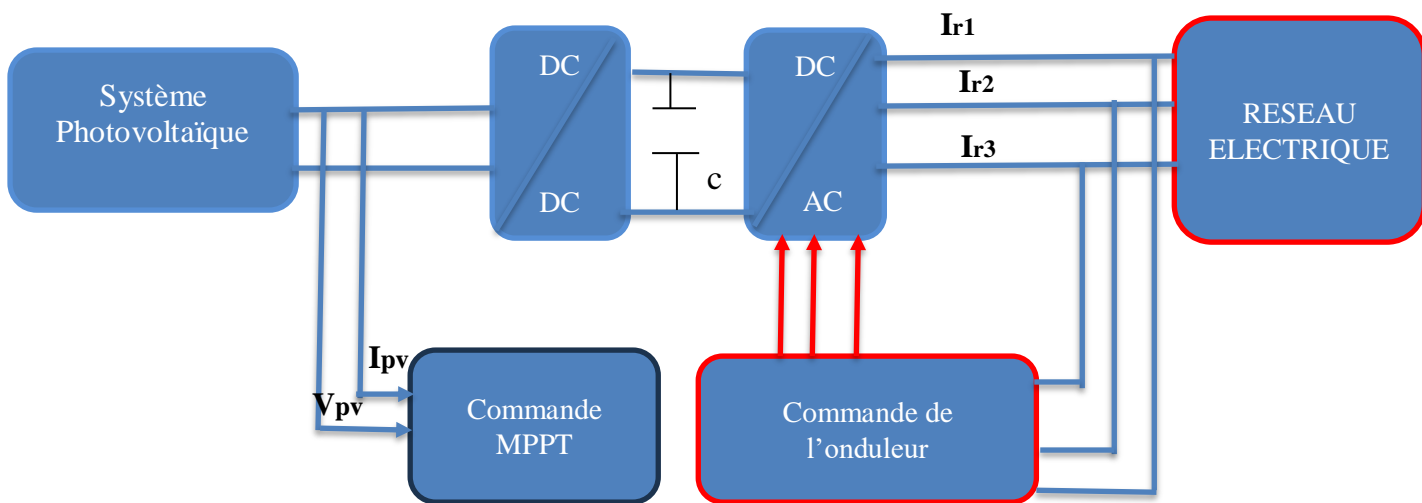 Système
Photovoltaïque
DC
DC
c
DC
AC
Ir1
Ir2
Ir3
RESEAU
ELECTRIQUE
Ipv
Vpv
Commande
MPPT
Commande de
l’onduleur